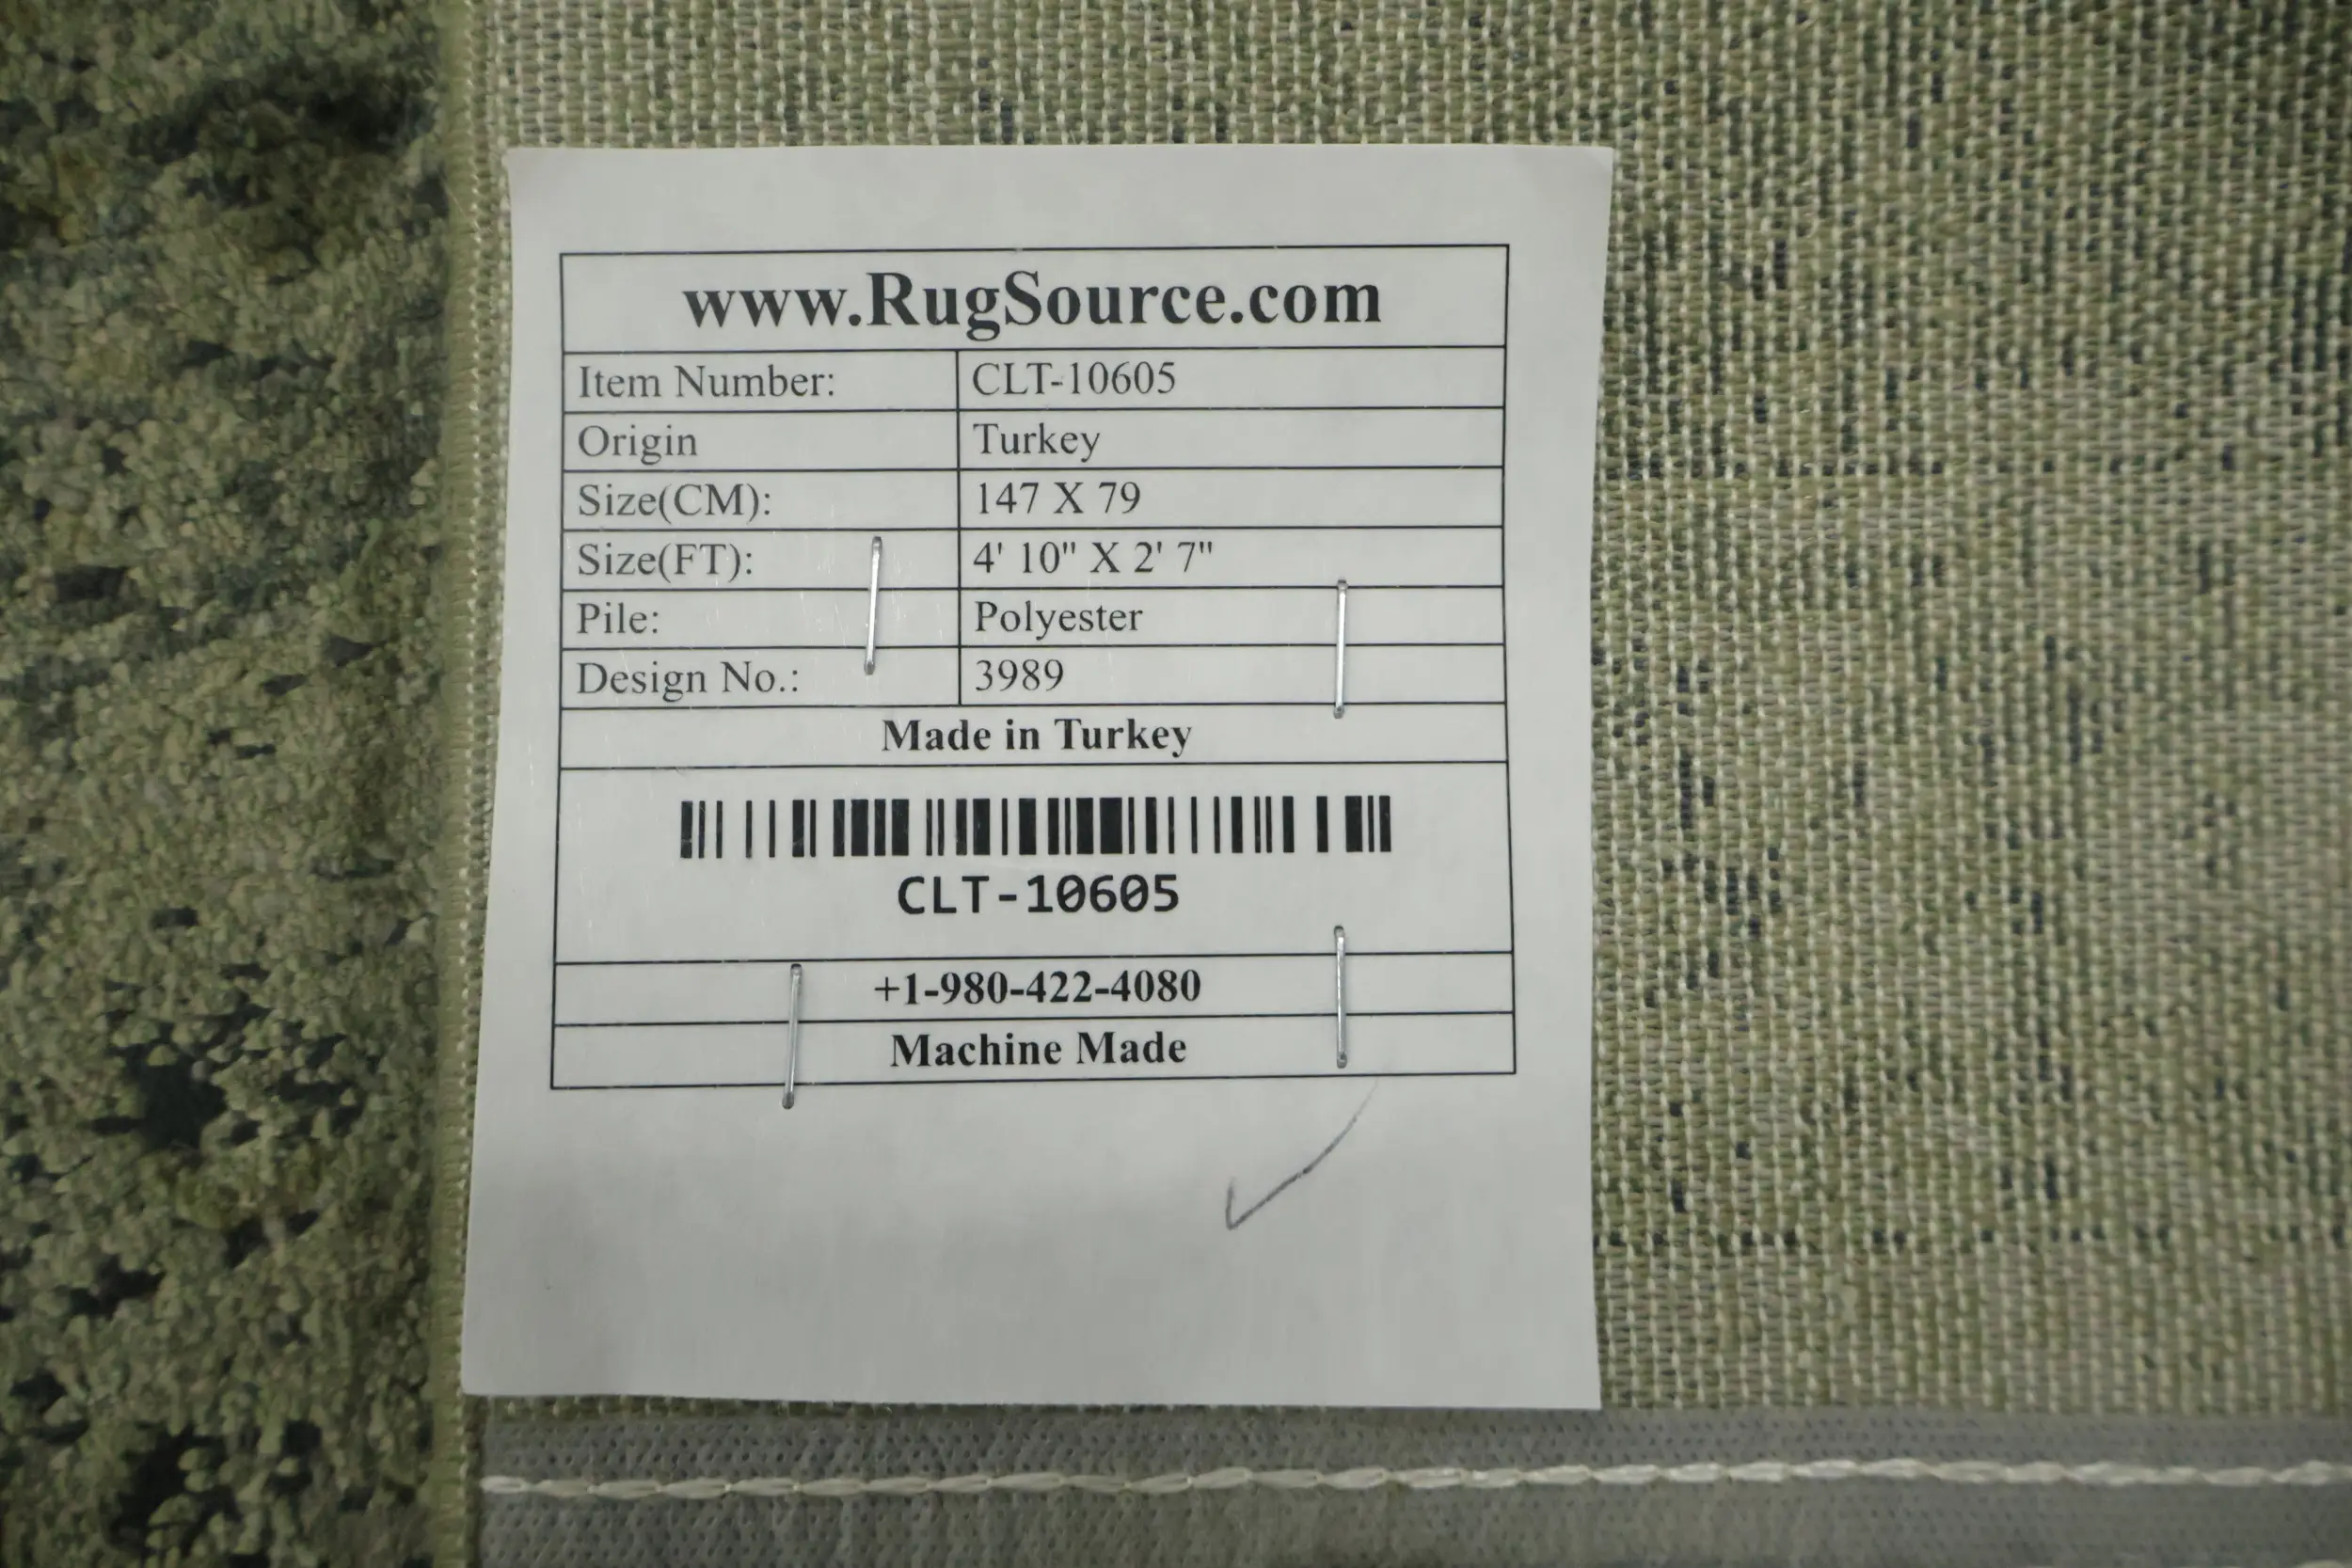 www.RugSource.com
Item Number: CLT-10605
Origin Turkey
Size(CM): 147 X 79
Size(FT): 4' 10" X 2' 7"
Pile: Polyester
Design No.: 3989
Made in Turkey
CLT-10605
+1-980-422-4080
Machine Made